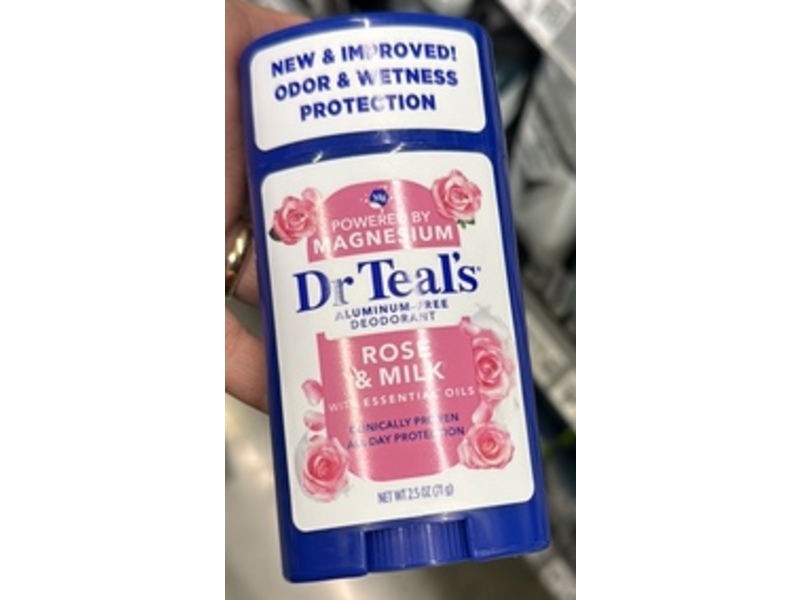 NEW & IMPROVED!
ODOR & WETNESS
PROTECTION
Mg
POWERED BY
MAGNESIUM
Dr Teal's
ALUMINUM-FREE
DEODORANT
ROSE
& MILK
WITH ESSENTIAL OILS
CLINICALLY PROVEN
ALL DAY PROTECTION
NET WT 2.5 OZ (71 g)